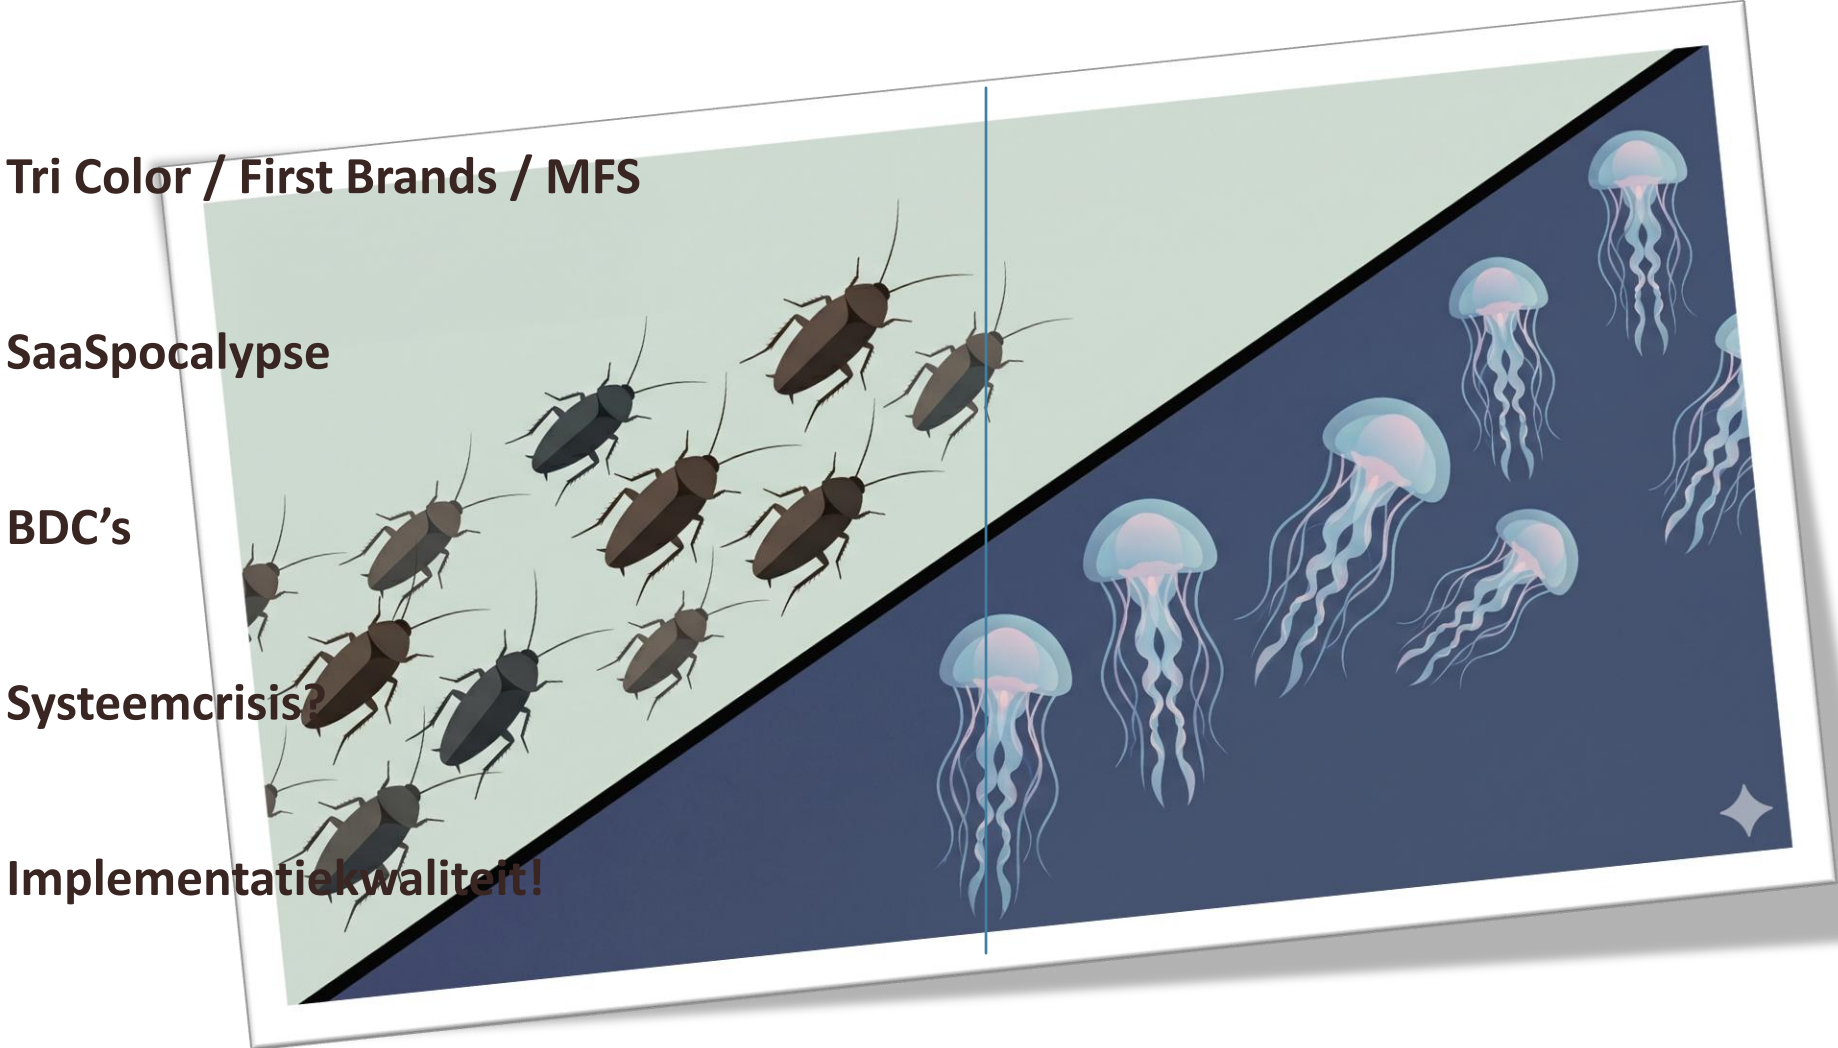 Tri Color / First Brands / MFS
SaaSpocalypse
BDC’s
Systeemcrisis?
Implementatiekwaliteit!